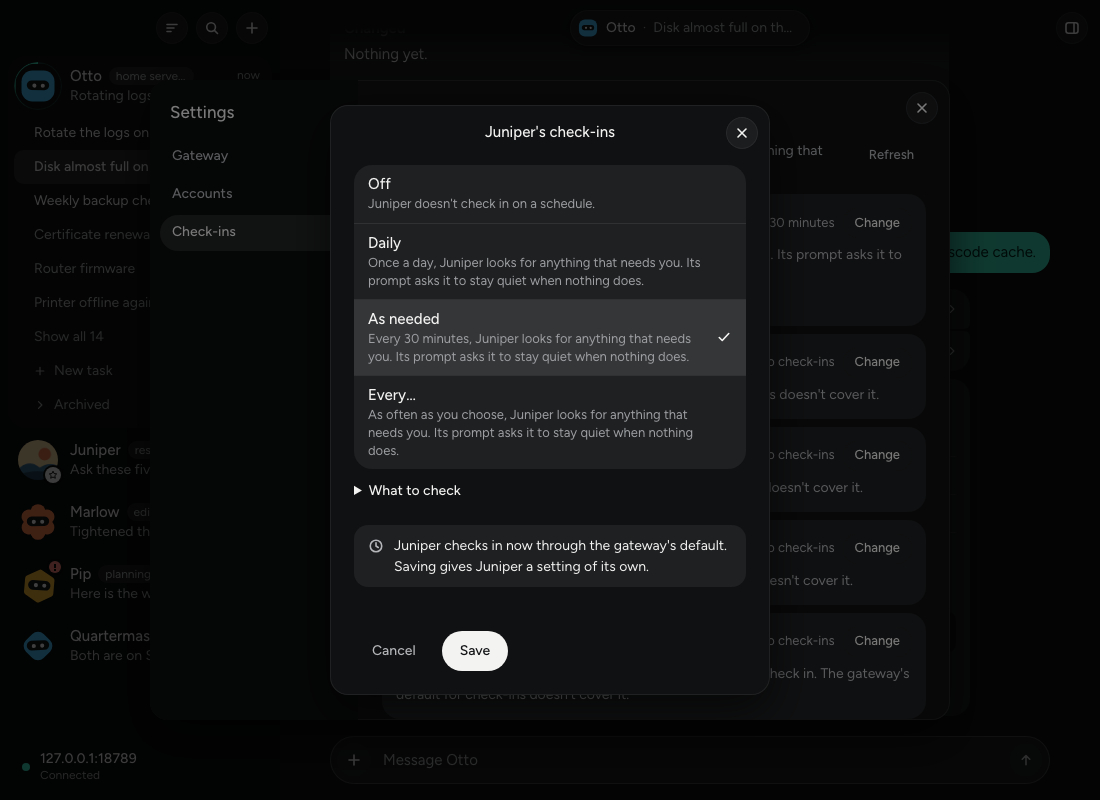 Nothing yet.
Otto · Disk almost full on th...
Otto home serve... now
Rotating logs
Rotate the logs on
Disk almost full on
Weekly backup che
Certificate renewa
Router firmware
Printer offline again
Show all 14
New task
Archived
Juniper
Ask these five
Marlow
Tightened th
Pip planning
Here is the w
Quartermas
Both are on S
127.0.0.1:18789
Connected
Settings
Gateway
Accounts
Check-ins
Refresh
30 minutes Change
. Its prompt asks it to
check-ins Change
s doesn't cover it.
check-ins Change
doesn't cover it.
check-ins Change
esn't cover it.
check-ins Change
heck in. The gateway's
default for check-ins doesn't cover it.
scode cache.
Juniper's check-ins
Off
Juniper doesn't check in on a schedule.
Daily
Once a day, Juniper looks for anything that needs you. Its
prompt asks it to stay quiet when nothing does.
As needed
Every 30 minutes, Juniper looks for anything that needs
you. Its prompt asks it to stay quiet when nothing does.
Every...
As often as you choose, Juniper looks for anything that
needs you. Its prompt asks it to stay quiet when nothing
does.
What to check
Juniper checks in now through the gateway's default.
Saving gives Juniper a setting of its own.
Cancel Save
Message Otto